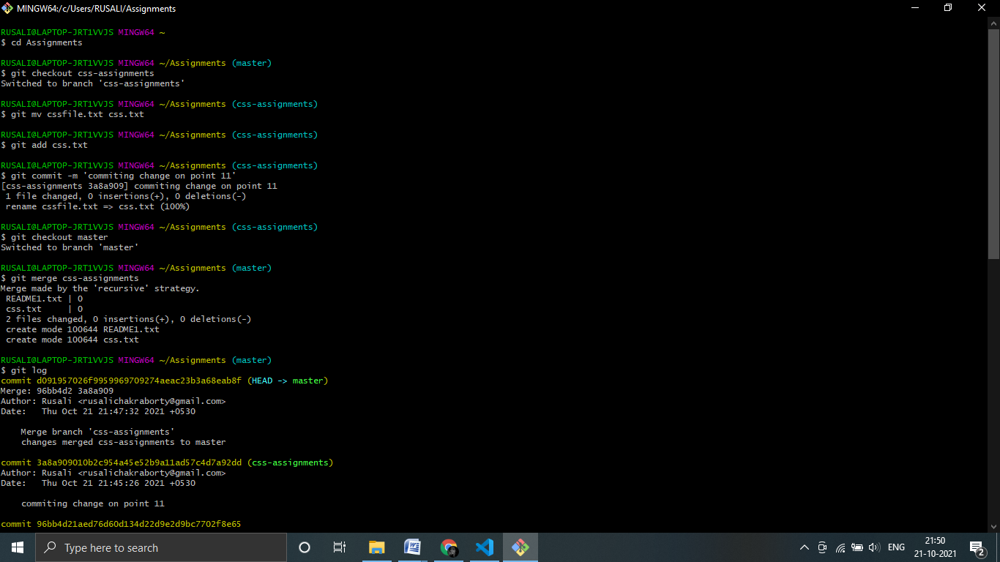 MINGW64:/c/Users/RUSALI/Assignments
RUSALI@LAPTOP-JRT1VVJS MINGW64 ~
$ cd Assignments
RUSALI@LAPTOP-JRT1VVJS MINGW64 ~/Assignments (master)
$ git checkout css-assignments
Switched to branch 'css-assignments'
RUSALI@LAPTOP-JRT1VVJS MINGW64 ~/Assignments (css-assignments)
$ git mv cssfile.txt css.txt
RUSALI@LAPTOP-JRT1VVJS MINGW64 ~/Assignments (css-assignments)
$ git add css.txt
RUSALI@LAPTOP-JRT1VVJS MINGW64 ~/Assignments (css-assignments)
$ git commit -m 'commiting change on point 11'
[css-assignments 3a8a909] commiting change on point 11
1 file changed, 0 insertions(+), 0 deletions(-)
rename cssfile.txt => css.txt (100%)
RUSALI@LAPTOP-JRT1VVJS MINGW64 ~/Assignments (css-assignments)
$ git checkout master
Switched to branch 'master'
RUSALI@LAPTOP-JRT1VVJS MINGW64 ~/Assignments (master)
$ git merge css-assignments
Merge made by the 'recursive' strategy.
README1.txt | 0
css.txt     | 0
2 files changed, 0 insertions(+), 0 deletions(-)
create mode 100644 README1.txt
create mode 100644 css.txt
RUSALI@LAPTOP-JRT1VVJS MINGW64 ~/Assignments (master)
$ git log
commit d091957026f9959969709274aeac23b3a68eab8f (HEAD -> master)
Merge: 96bb4d2 3a8a909
Author: Rusali <rusalichakraborty@gmail.com>
Date:   Thu Oct 21 21:47:32 2021 +0530
Merge branch 'css-assignments'
changes merged css-assignments to master
commit 3a8a909010b2c954a45e52b9a11ad57c4d7a92dd (css-assignments)
Author: Rusali <rusalichakraborty@gmail.com>
Date:   Thu Oct 21 21:45:26 2021 +0530
commiting change on point 11
commit 96bb4d21aed76d60d134d22d9e2d9bc7702f8e65
Type here to search
ENG
21:50
21-10-2021
2